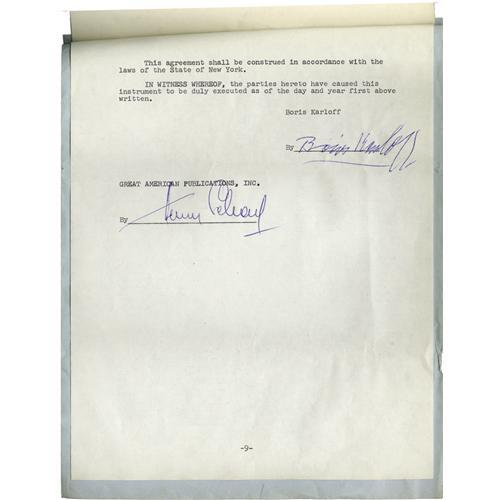 This agreement shall be construed in accordance with the
laws of the State of New York.
IN WITNESS WHEREOF, the parties hereto have caused this
instrument to be duly executed as of the day and year first above
written.
Boris Karloff
By Boris Karloff
GREAT AMERICAN PUBLICATIONS, INC.
By
-9-